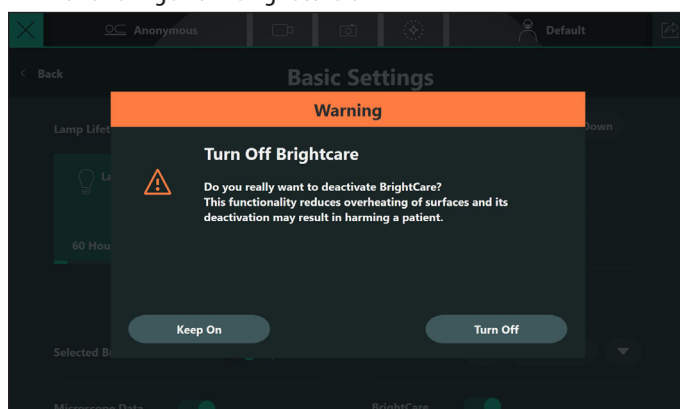 Anonymous
Default
Back
Basic Settings
Warning
Lamp Lifet
Down
Turn Off Brightcare
La
Do you really want to deactivate BrightCare?
This functionality reduces overheating of surfaces and its
deactivation may result in harming a patient.
60 Hou
Keep On
Turn Off
Selected B
Microscope Data
BrightCare